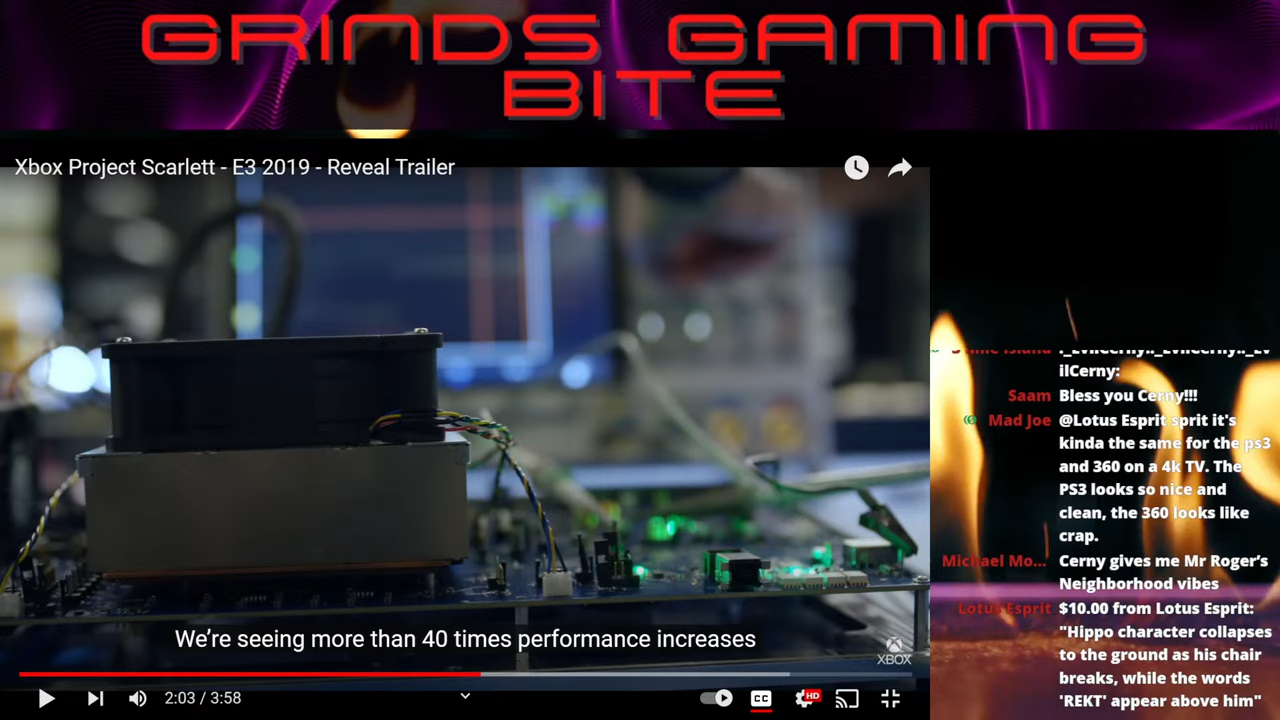 GRINDS GAMING
BITE
Xbox Project Scarlett - E3 2019 - Reveal Trailer
ilCerny:
Saam Bless you Cerny!!!
Mad Joe @Lotus Esprit sprit it's
kinda the same for the ps3
and 360 on a 4k TV. The
PS3 looks so nice and
clean, the 360 looks like
crap.
Michael Mo... Cerny gives me Mr Roger's
Neighborhood vibes
Lotus Esprit $10.00 from Lotus Esprit:
"Hippo character collapses
to the ground as his chair
breaks, while the words
'REKT' appear above him"
We're seeing more than 40 times performance increases
XBOX
2:03 / 3:58
CC
HD